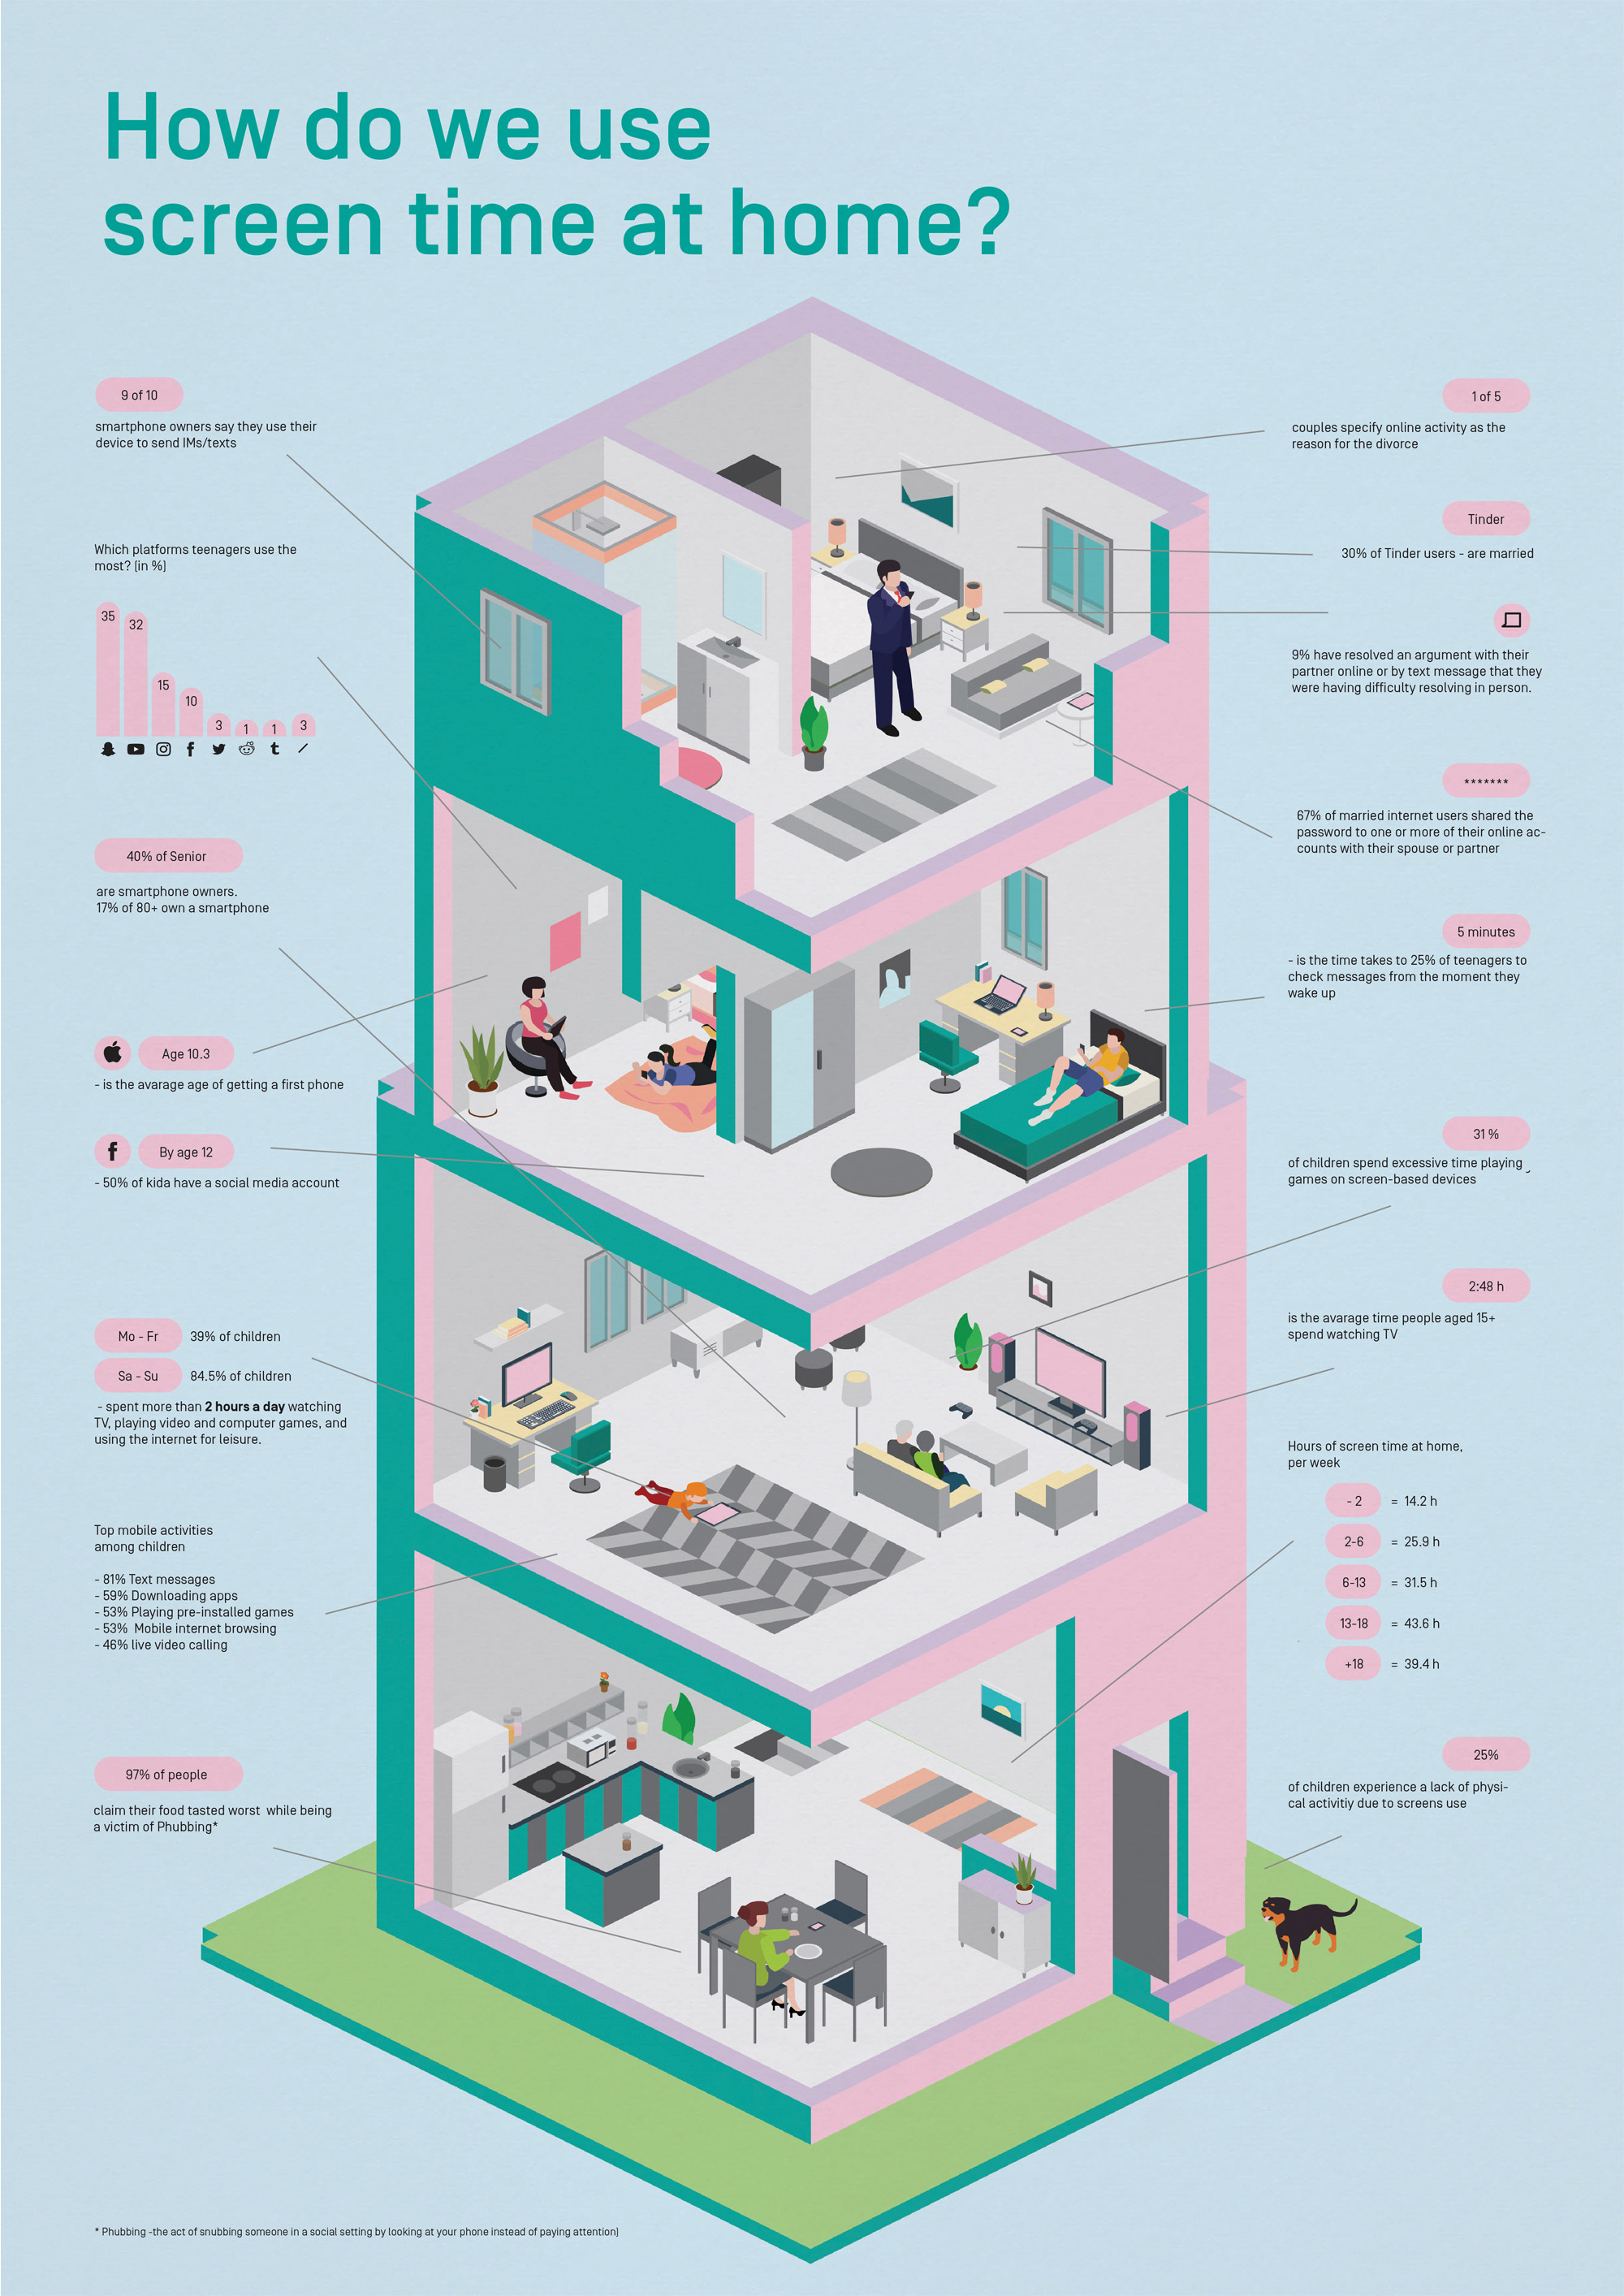 How do we use
screen time at home?
9 of 10
smartphone owners say they use their
device to send IMs/texts
Which platforms teenagers use the
most? (in %)
35
32
15
10
3
1
1
3
40% of Senior
are smartphone owners.
17% of 80+ own a smartphone
Age 10.3
- is the avarage age of getting a first phone
By age 12
- 50% of kida have a social media account
Mo - Fr 39% of children
Sa - Su 84.5% of children
- spent more than 2 hours a day watching
TV, playing video and computer games, and
using the internet for leisure.
Top mobile activities
among children
- 81% Text messages
- 59% Downloading apps
- 53% Playing pre-installed games
- 53% Mobile internet browsing
- 46% live video calling
97% of people
claim their food tasted worst while being
a victim of Phubbing*
1 of 5
couples specify online activity as the
reason for the divorce
Tinder
30% of Tinder users - are married
9% have resolved an argument with their
partner online or by text message that they
were having difficulty resolving in person.
*******
67% of married internet users shared the
password to one or more of their online ac-
counts with their spouse or partner
5 minutes
- is the time takes to 25% of teenagers to
check messages from the moment they
wake up
31 %
of children spend excessive time playing
games on screen-based devices
2:48 h
is the avarage time people aged 15+
spend watching TV
Hours of screen time at home,
per week
- 2 = 14.2 h
2-6 = 25.9 h
6-13 = 31.5 h
13-18 = 43.6 h
+18 = 39.4 h
25%
of children experience a lack of physi-
cal activitiy due to screens use
* Phubbing -the act of snubbing someone in a social setting by looking at your phone instead of paying attention)